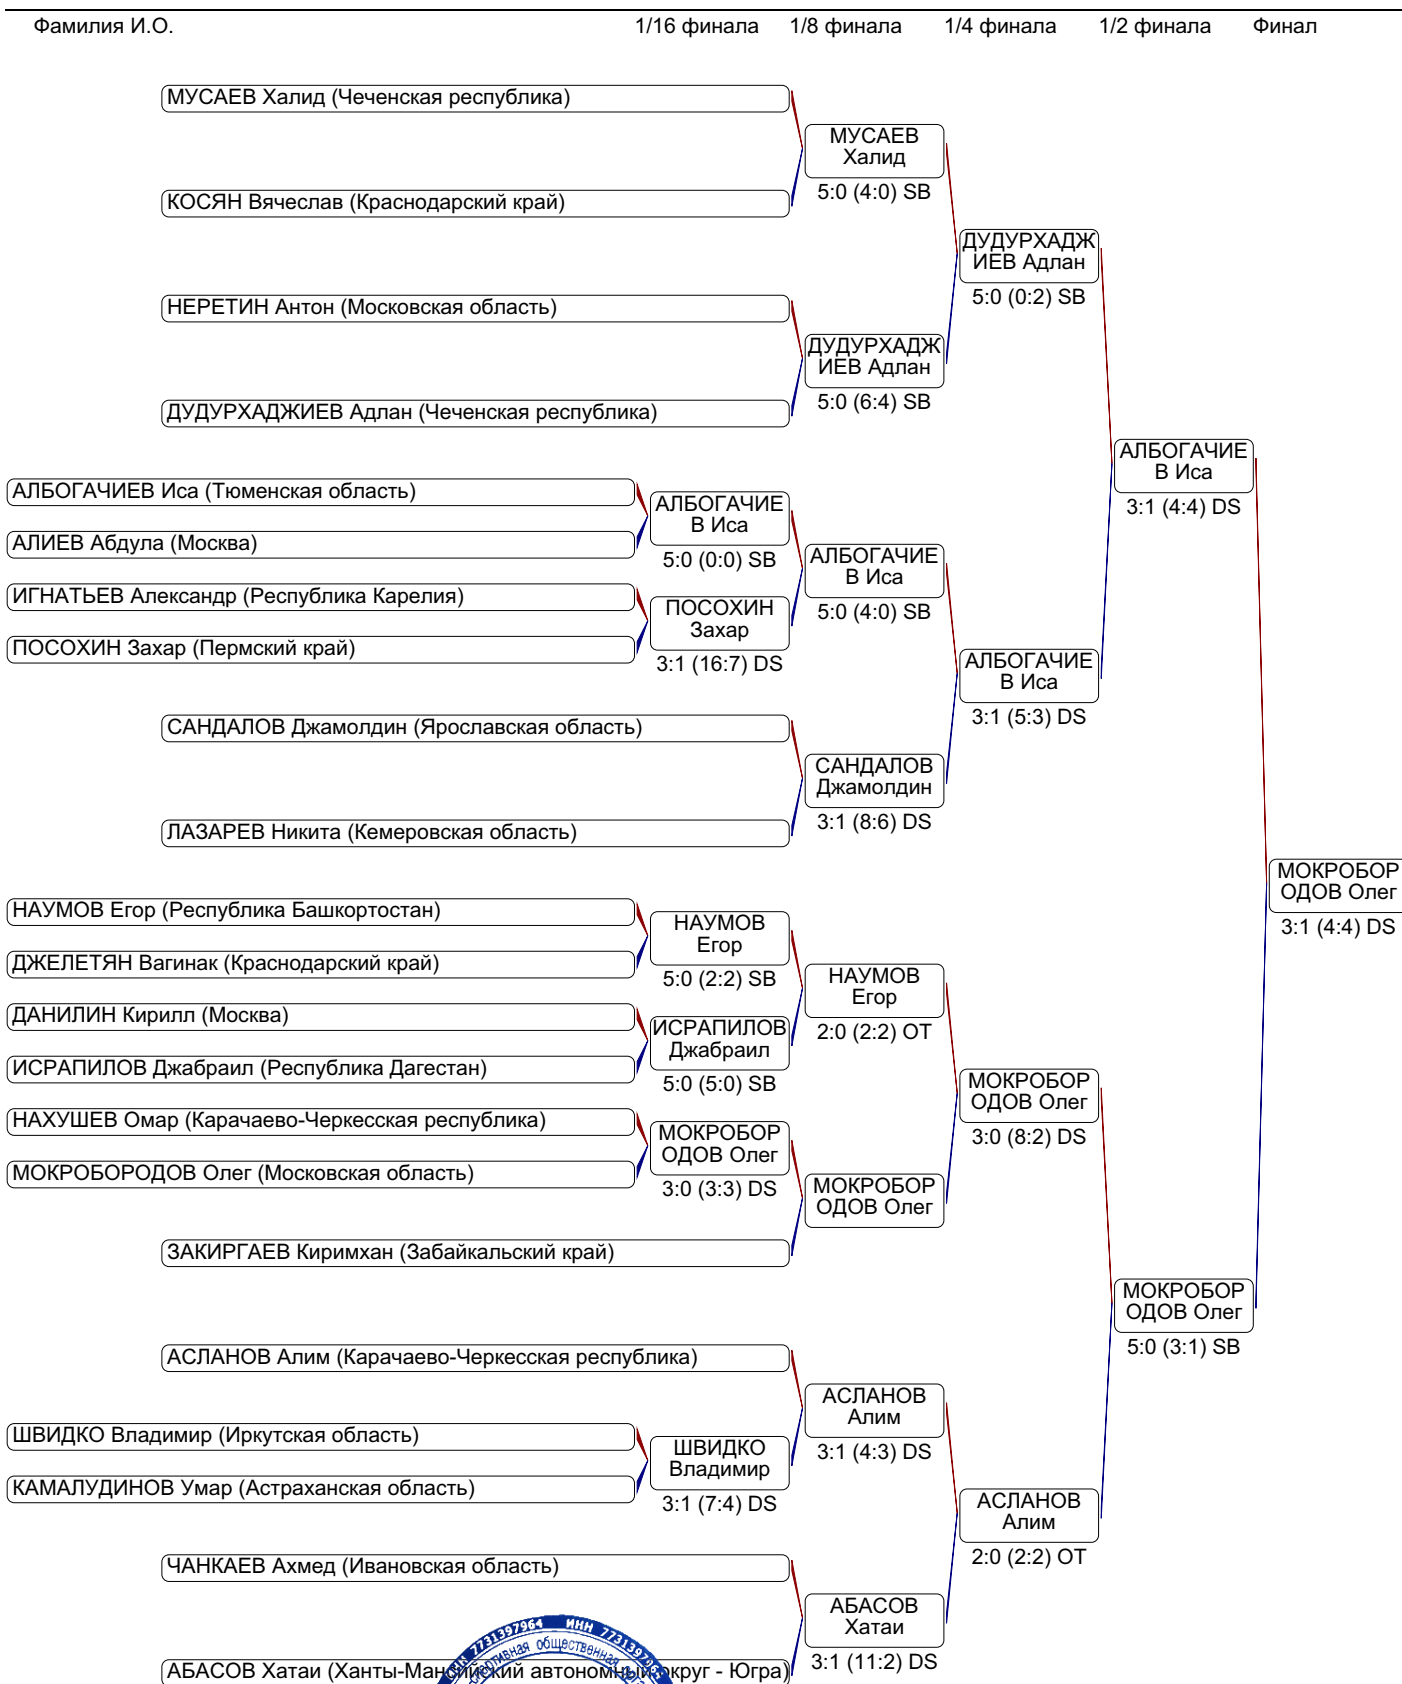 Фамилия И.О. 1/16 финала 1/8 финала 1/4 финала 1/2 финала Финал
МУСАЕВ Халид (Чеченская республика)
МУСАЕВ
Халид
5:0 (4:0) SB
КОСЯН Вячеслав (Краснодарский край)
ДУДУРХАДЖ
ИЕВ Адлан
5:0 (0:2) SB
НЕРЕТИН Антон (Московская область)
ДУДУРХАДЖ
ИЕВ Адлан
5:0 (6:4) SB
ДУДУРХАДЖИЕВ Адлан (Чеченская республика)
АЛБОГАЧИЕ
В Иса
3:1 (4:4) DS
АЛБОГАЧИЕВ Иса (Тюменская область)
АЛБОГАЧИЕ
В Иса
5:0 (0:0) SB
АЛИЕВ Абдула (Москва)
АЛБОГАЧИЕ
В Иса
5:0 (4:0) SB
ИГНАТЬЕВ Александр (Республика Карелия)
ПОСОХИН
Захар
3:1 (16:7) DS
ПОСОХИН Захар (Пермский край)
АЛБОГАЧИЕ
В Иса
3:1 (5:3) DS
САНДАЛОВ Джамолдин (Ярославская область)
САНДАЛОВ
Джамолдин
3:1 (8:6) DS
ЛАЗАРЕВ Никита (Кемеровская область)
МОКРОБОР
ОДОВ Олег
3:1 (4:4) DS
НАУМОВ Егор (Республика Башкортостан)
НАУМОВ
Егор
5:0 (2:2) SB
ДЖЕЛЕТЯН Вагинак (Краснодарский край)
НАУМОВ
Егор
2:0 (2:2) OT
ДАНИЛИН Кирилл (Москва)
ИСРАПИЛОВ
Джабраил
5:0 (5:0) SB
ИСРАПИЛОВ Джабраил (Республика Дагестан)
МОКРОБОР
ОДОВ Олег
3:0 (8:2) DS
НАХУШЕВ Омар (Карачаево-Черкесская республика)
МОКРОБОР
ОДОВ Олег
3:0 (3:3) DS
МОКРОБОРОДОВ Олег (Московская область)
МОКРОБОР
ОДОВ Олег
ЗАКИРГАЕВ Киримхан (Забайкальский край)
МОКРОБОР
ОДОВ Олег
5:0 (3:1) SB
АСЛАНОВ Алим (Карачаево-Черкесская республика)
АСЛАНОВ
Алим
3:1 (4:3) DS
ШВИДКО Владимир (Иркутская область)
ШВИДКО
Владимир
3:1 (7:4) DS
КАМАЛУДИНОВ Умар (Астраханская область)
АСЛАНОВ
Алим
2:0 (2:2) OT
ЧАНКАЕВ Ахмед (Ивановская область)
АБАСОВ
Хатаи
3:1 (11:2) DS
7731397964 ИНН
общественная
АБАСОВ Хатаи (Ханты-Мансийский автономный округ - Югра)